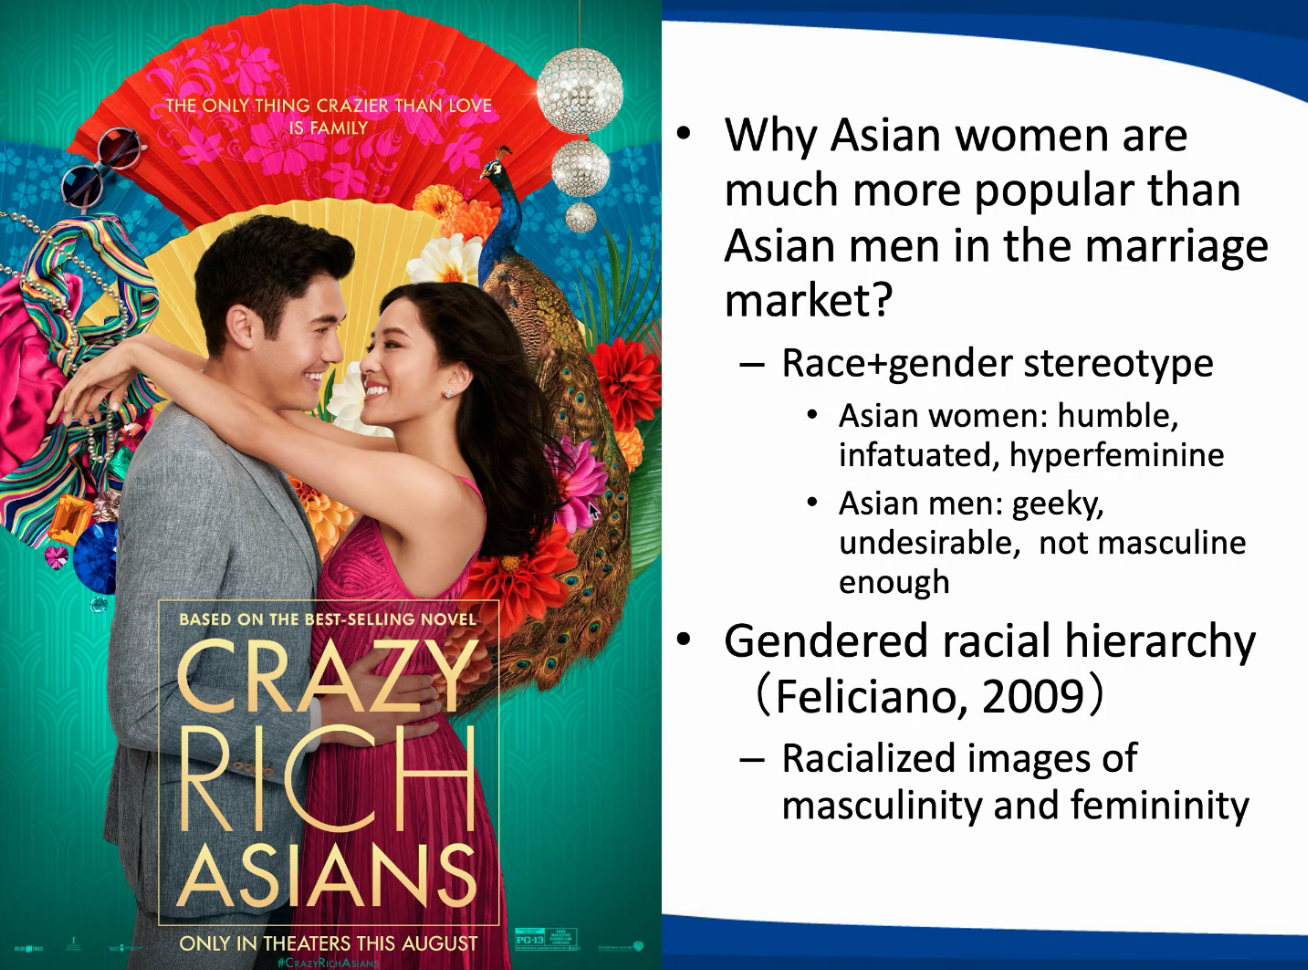 THE ONLY THING CRAZIER THAN LOVE
IS FAMILY
BASED ON THE BEST-SELLING NOVEL
CRAZY
RICH
ASIANS
ONLY IN THEATERS THIS AUGUST
PG-13
#CRAZYRICHASIANS
• Why Asian women are
much more popular than
Asian men in the marriage
market?
– Race+gender stereotype
• Asian women: humble,
infatuated, hyperfeminine
• Asian men: geeky,
undesirable,  not masculine
enough
• Gendered racial hierarchy
（Feliciano, 2009）
– Racialized images of
masculinity and femininity